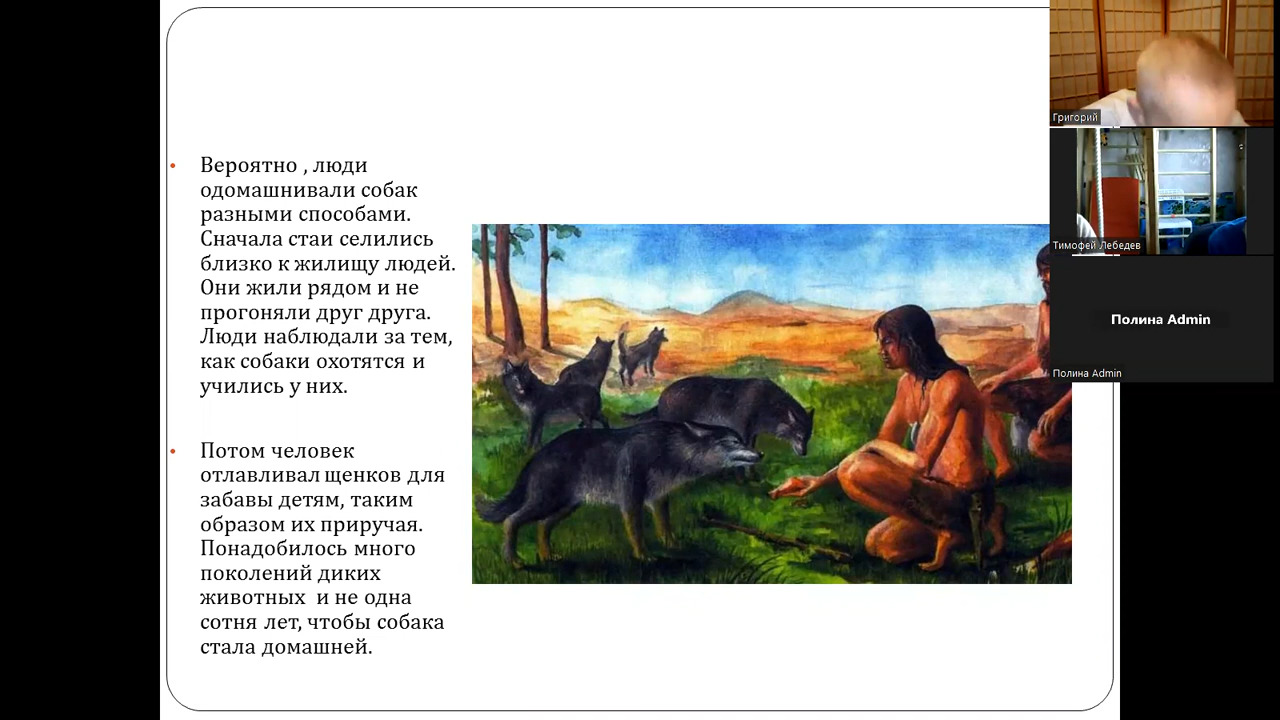 Вероятно , люди
одомашнивали собак
разными способами.
Сначала стаи селились
близко к жилищу людей.
Они жили рядом и не
прогоняли друг друга.
Люди наблюдали за тем,
как собаки охотятся и
учились у них.
Потом человек
отлавливал щенков для
забавы детям, таким
образом их приручая.
Понадобилось много
поколений диких
животных и не одна
сотня лет, чтобы собака
стала домашней.
Григорий
Тимофей Лебедев
Полина Admin
Полина Admin